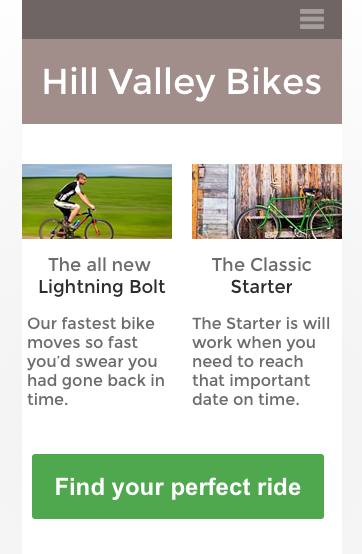 Hill Valley Bikes
The all new
Lightning Bolt
Our fastest bike
moves so fast
you’d swear you
had gone back in
time.
The Classic
Starter
The Starter is will
work when you
need to reach
that important
date on time.
Find your perfect ride